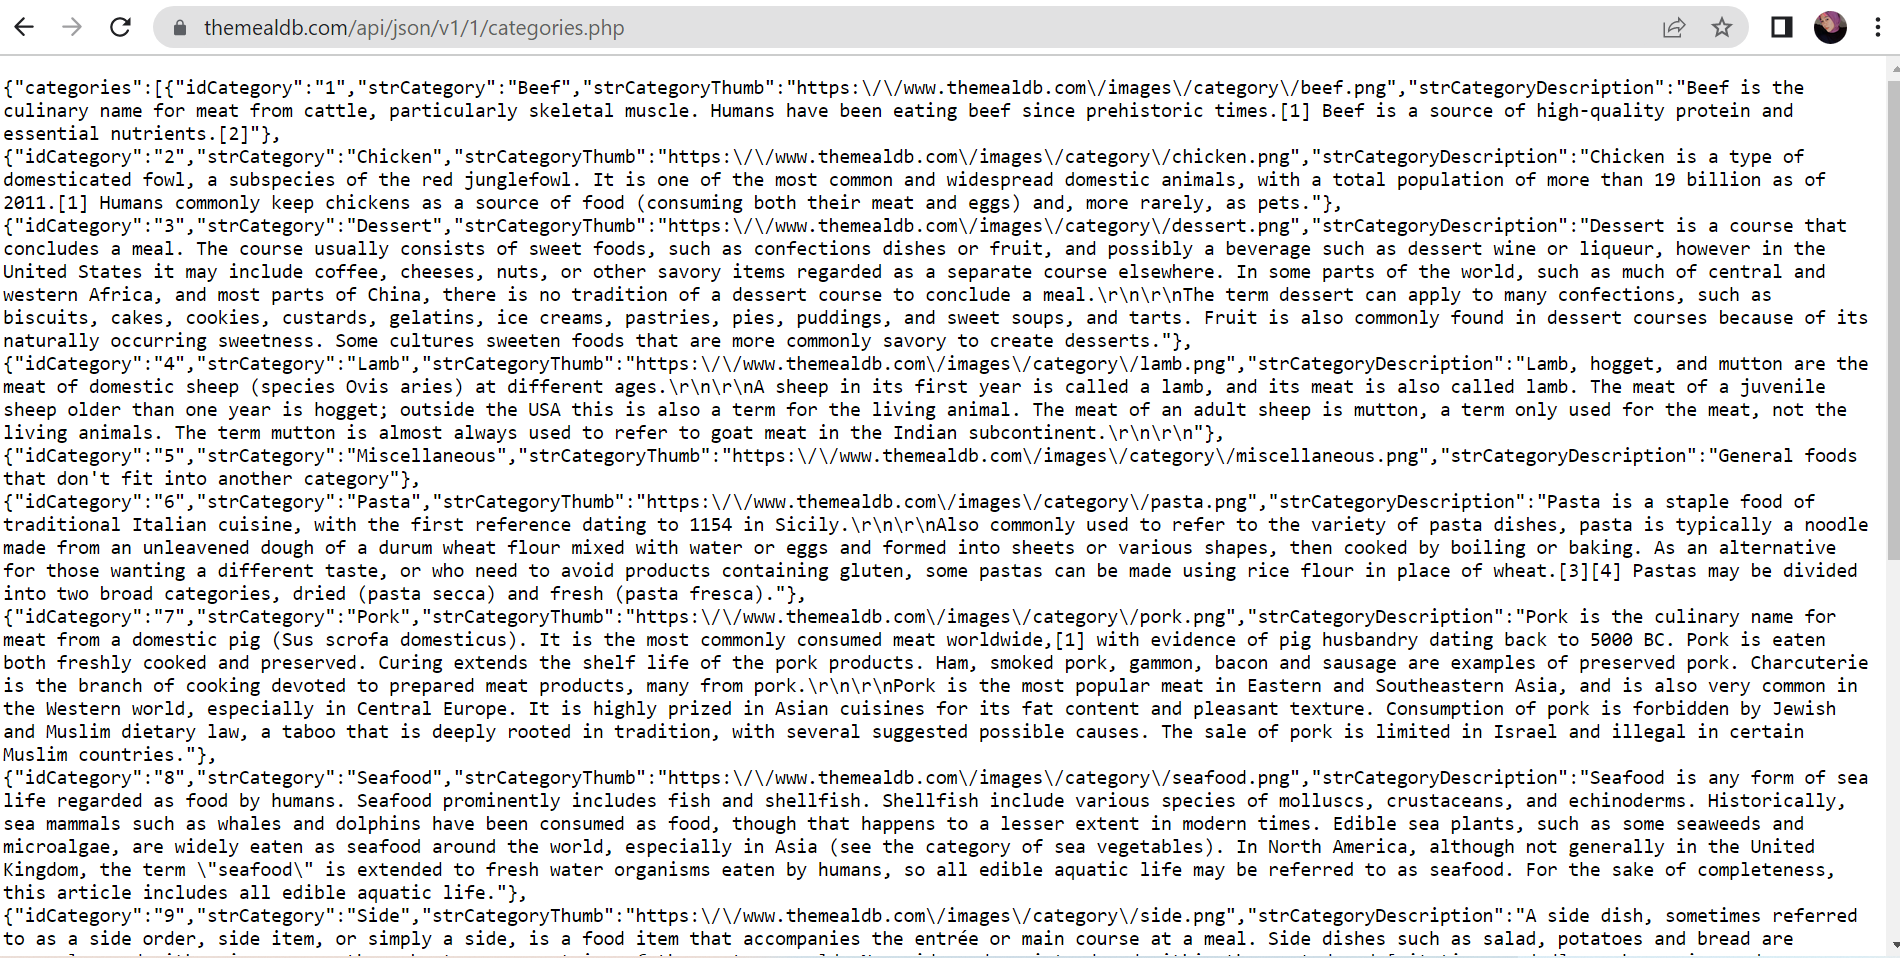 themealdb.com/api/json/v1/1/categories.php
{"categories":[{"idCategory":"1","strCategory":"Beef","strCategoryThumb":"https:\/\/www.themealdb.com\/images\/category\/beef.png","strCategoryDescription":"Beef is the
culinary name for meat from cattle, particularly skeletal muscle. Humans have been eating beef since prehistoric times.[1] Beef is a source of high-quality protein and
essential nutrients.[2]"},
{"idCategory":"2","strCategory":"Chicken","strCategoryThumb":"https:\/\/www.themealdb.com\/images\/category\/chicken.png","strCategoryDescription":"Chicken is a type of
domesticated fowl, a subspecies of the red junglefowl. It is one of the most common and widespread domestic animals, with a total population of more than 19 billion as of
2011.[1] Humans commonly keep chickens as a source of food (consuming both their meat and eggs) and, more rarely, as pets."},
{"idCategory":"3","strCategory":"Dessert","strCategoryThumb":"https:\/\/www.themealdb.com\/images\/category\/dessert.png","strCategoryDescription":"Dessert is a course that
concludes a meal. The course usually consists of sweet foods, such as confections dishes or fruit, and possibly a beverage such as dessert wine or liqueur, however in the
United States it may include coffee, cheeses, nuts, or other savory items regarded as a separate course elsewhere. In some parts of the world, such as much of central and
western Africa, and most parts of China, there is no tradition of a dessert course to conclude a meal.\r\n\r\nThe term dessert can apply to many confections, such as
biscuits, cakes, cookies, custards, gelatins, ice creams, pastries, pies, puddings, and sweet soups, and tarts. Fruit is also commonly found in dessert courses because of its
naturally occurring sweetness. Some cultures sweeten foods that are more commonly savory to create desserts."},
{"idCategory":"4","strCategory":"Lamb","strCategoryThumb":"https:\/\/www.themealdb.com\/images\/category\/lamb.png","strCategoryDescription":"Lamb, hogget, and mutton are the
meat of domestic sheep (species Ovis aries) at different ages.\r\n\r\nA sheep in its first year is called a lamb, and its meat is also called lamb. The meat of a juvenile
sheep older than one year is hogget; outside the USA this is also a term for the living animal. The meat of an adult sheep is mutton, a term only used for the meat, not the
living animals. The term mutton is almost always used to refer to goat meat in the Indian subcontinent.\r\n\r\n"},
{"idCategory":"5","strCategory":"Miscellaneous","strCategoryThumb":"https:\/\/www.themealdb.com\/images\/category\/miscellaneous.png","strCategoryDescription":"General foods
that don't fit into another category"},
{"idCategory":"6","strCategory":"Pasta","strCategoryThumb":"https:\/\/www.themealdb.com\/images\/category\/pasta.png","strCategoryDescription":"Pasta is a staple food of
traditional Italian cuisine, with the first reference dating to 1154 in Sicily.\r\n\r\nAlso commonly used to refer to the variety of pasta dishes, pasta is typically a noodle
made from an unleavened dough of a durum wheat flour mixed with water or eggs and formed into sheets or various shapes, then cooked by boiling or baking. As an alternative
for those wanting a different taste, or who need to avoid products containing gluten, some pastas can be made using rice flour in place of wheat.[3][4] Pastas may be divided
into two broad categories, dried (pasta secca) and fresh (pasta fresca)."},
{"idCategory":"7","strCategory":"Pork","strCategoryThumb":"https:\/\/www.themealdb.com\/images\/category\/pork.png","strCategoryDescription":"Pork is the culinary name for
meat from a domestic pig (Sus scrofa domesticus). It is the most commonly consumed meat worldwide,[1] with evidence of pig husbandry dating back to 5000 BC. Pork is eaten
both freshly cooked and preserved. Curing extends the shelf life of the pork products. Ham, smoked pork, gammon, bacon and sausage are examples of preserved pork. Charcuterie
is the branch of cooking devoted to prepared meat products, many from pork.\r\n\r\nPork is the most popular meat in Eastern and Southeastern Asia, and is also very common in
the Western world, especially in Central Europe. It is highly prized in Asian cuisines for its fat content and pleasant texture. Consumption of pork is forbidden by Jewish
and Muslim dietary law, a taboo that is deeply rooted in tradition, with several suggested possible causes. The sale of pork is limited in Israel and illegal in certain
Muslim countries."},
{"idCategory":"8","strCategory":"Seafood","strCategoryThumb":"https:\/\/www.themealdb.com\/images\/category\/seafood.png","strCategoryDescription":"Seafood is any form of sea
life regarded as food by humans. Seafood prominently includes fish and shellfish. Shellfish include various species of molluscs, crustaceans, and echinoderms. Historically,
sea mammals such as whales and dolphins have been consumed as food, though that happens to a lesser extent in modern times. Edible sea plants, such as some seaweeds and
microalgae, are widely eaten as seafood around the world, especially in Asia (see the category of sea vegetables). In North America, although not generally in the United
Kingdom, the term \"seafood\" is extended to fresh water organisms eaten by humans, so all edible aquatic life may be referred to as seafood. For the sake of completeness,
this article includes all edible aquatic life."},
{"idCategory":"9","strCategory":"Side","strCategoryThumb":"https:\/\/www.themealdb.com\/images\/category\/side.png","strCategoryDescription":"A side dish, sometimes referred
to as a side order, side item, or simply a side, is a food item that accompanies the entrée or main course at a meal. Side dishes such as salad, potatoes and bread are